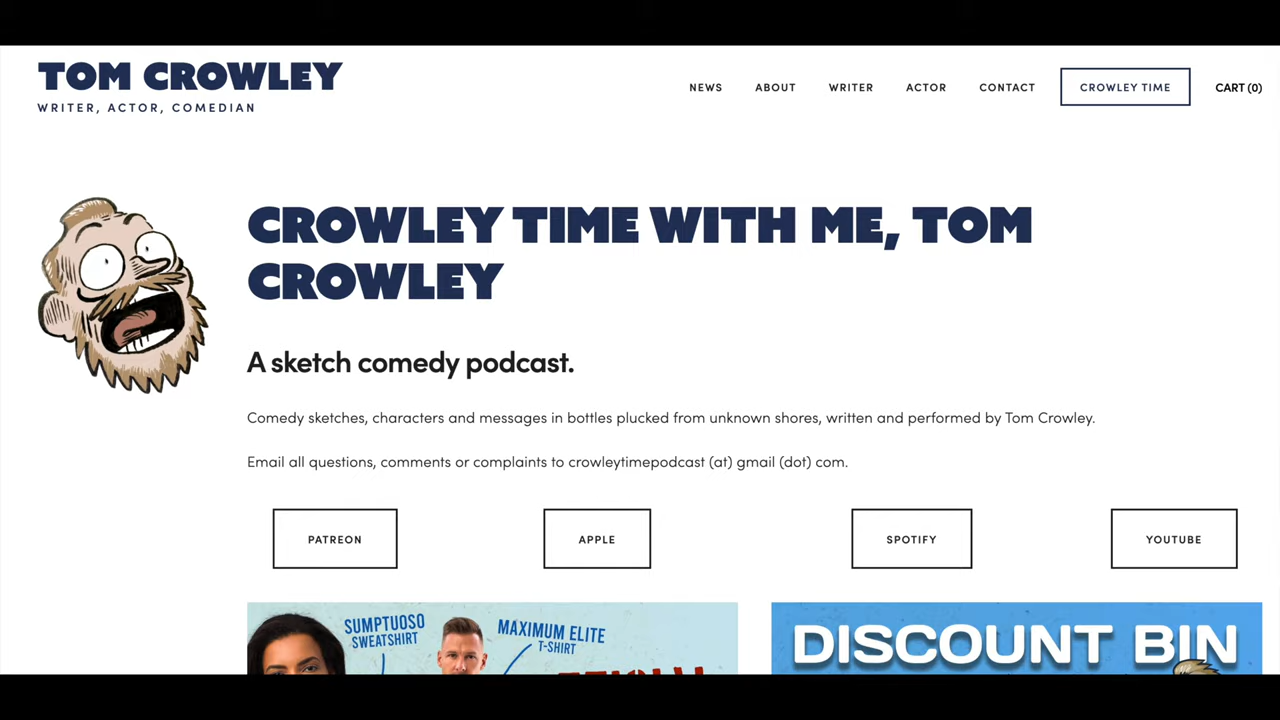 TOM CROWLEY
WRITER, ACTOR, COMEDIAN
NEWS ABOUT WRITER ACTOR CONTACT CROWLEY TIME CART (0)
CROWLEY TIME WITH ME, TOM
CROWLEY
A sketch comedy podcast.
Comedy sketches, characters and messages in bottles plucked from unknown shores, written and performed by Tom Crowley.
Email all questions, comments or complaints to crowleytimepodcast (at) gmail (dot) com.
PATREON APPLE SPOTIFY YOUTUBE
SUMPTUOSO
SWEATSHIRT
MAXIMUM ELITE
T-SHIRT
DISCOUNT BIN